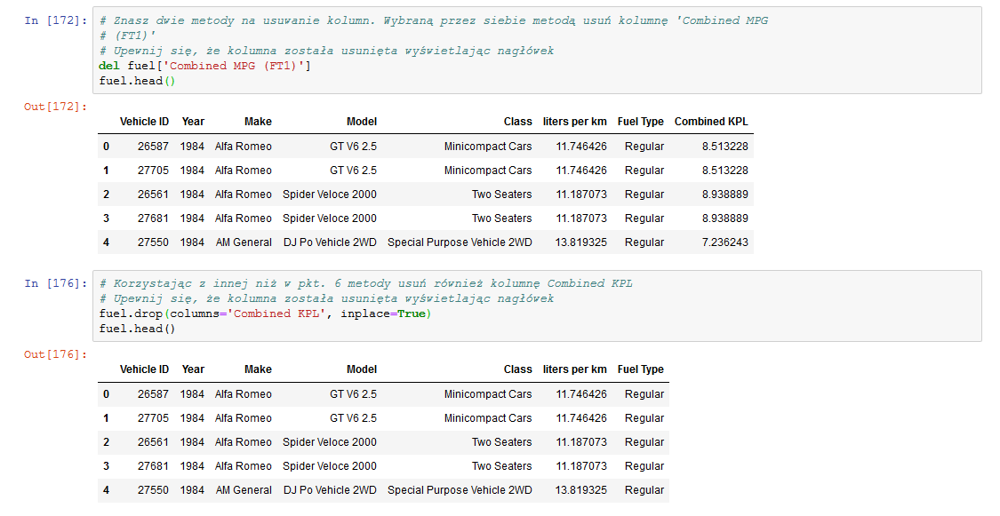 In [172]: # Znasz dwie metody na usuwanie kolumn. Wybraną przez siebie metodą usuń kolumnę 'Combined MPG
# (FT1)'
# Upewnij się, że kolumna została usunięta wyświetlając nagłówek
del fuel['Combined MPG (FT1)']
fuel.head()
Out[172]:
Vehicle ID Year Make Model Class liters per km Fuel Type Combined KPL
0 26587 1984 Alfa Romeo GT V6 2.5 Minicompact Cars 11.746426 Regular 8.513228
1 27705 1984 Alfa Romeo GT V6 2.5 Minicompact Cars 11.746426 Regular 8.513228
2 26561 1984 Alfa Romeo Spider Veloce 2000 Two Seaters 11.187073 Regular 8.938889
3 27681 1984 Alfa Romeo Spider Veloce 2000 Two Seaters 11.187073 Regular 8.938889
4 27550 1984 AM General DJ Po Vehicle 2WD Special Purpose Vehicle 2WD 13.819325 Regular 7.236243
In [176]: # Korzystając z innej niż w pkt. 6 metody usuń również kolumnę Combined KPL
# Upewnij się, że kolumna została usunięta wyświetlając nagłówek
fuel.drop(columns='Combined KPL', inplace=True)
fuel.head()
Out[176]:
Vehicle ID Year Make Model Class liters per km Fuel Type
0 26587 1984 Alfa Romeo GT V6 2.5 Minicompact Cars 11.746426 Regular
1 27705 1984 Alfa Romeo GT V6 2.5 Minicompact Cars 11.746426 Regular
2 26561 1984 Alfa Romeo Spider Veloce 2000 Two Seaters 11.187073 Regular
3 27681 1984 Alfa Romeo Spider Veloce 2000 Two Seaters 11.187073 Regular
4 27550 1984 AM General DJ Po Vehicle 2WD Special Purpose Vehicle 2WD 13.819325 Regular